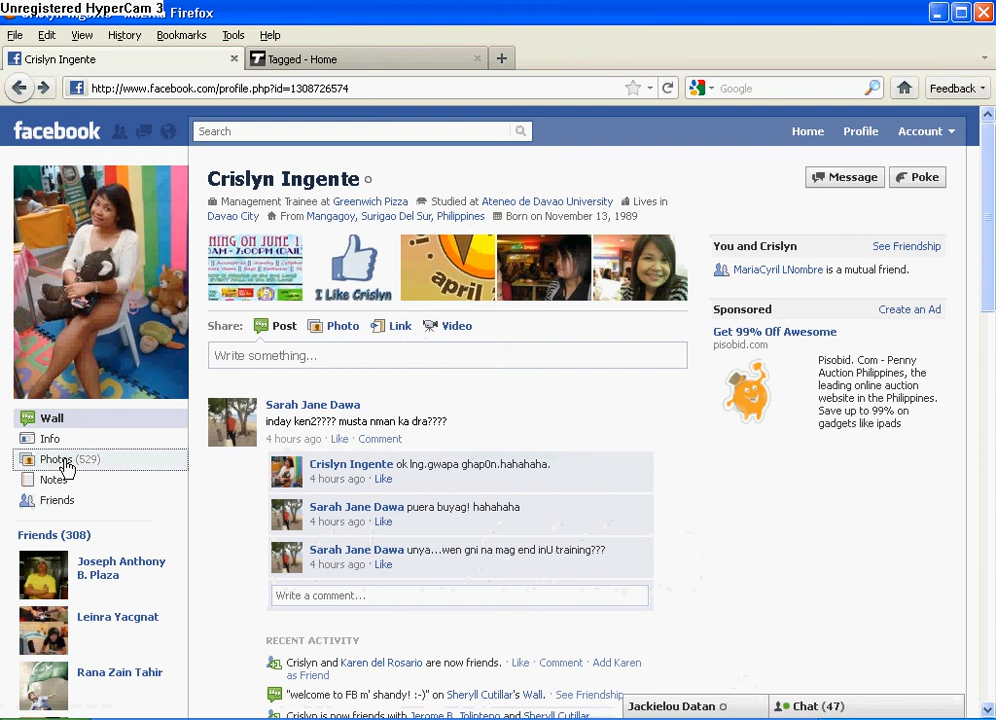 Unregistered HyperCam 3
Mozilla Firefox
File Edit View History Bookmarks Tools Help
Crislyn Ingente
Tagged - Home
http://www.facebook.com/profile.php?id=1308726574
Google
Feedback
facebook
Search
Home Profile Account
Crislyn Ingente
Message
Poke
Management Trainee at Greenwich Pizza Studied at Ateneo de Davao University Lives in
Davao City From Mangagoy, Surigao Del Sur, Philippines Born on November 13, 1989
NING ON JUNE 1
I Like Crislyn
april
Share: Post Photo Link Video
Write something...
You and Crislyn See Friendship
MariaCyril LNombre is a mutual friend.
Sponsored Create an Ad
Get 99% Off Awesome
pisobid.com
Pisobid. Com - Penny
Auction Philippines, the
leading online auction
website in the Philippines.
Save up to 99% on
gadgets like ipads
Wall
Info
Photos (529)
Notes
Friends
Friends (308)
Joseph Anthony
B. Plaza
Leinra Yacgnat
Rana Zain Tahir
Sarah Jane Dawa
inday ken2???? musta nman ka dra????
4 hours ago · Like · Comment
Crislyn Ingente ok lng.gwapa ghap0n.hahahaha.
4 hours ago · Like
Sarah Jane Dawa puera buyag! hahahaha
4 hours ago · Like
Sarah Jane Dawa unya...wen gni na mag end inU training???
4 hours ago · Like
Write a comment...
RECENT ACTIVITY
Crislyn and Karen del Rosario are now friends. · Like · Comment · Add Karen
as Friend
"welcome to FB m' shandy! :-)" on Sheryll Cutillar's Wall. · See Friendship
Crislyn is now friends with Jerome B. Tolipteno and Sheryll Cutillar.
Jackielou Datan
Chat (47)